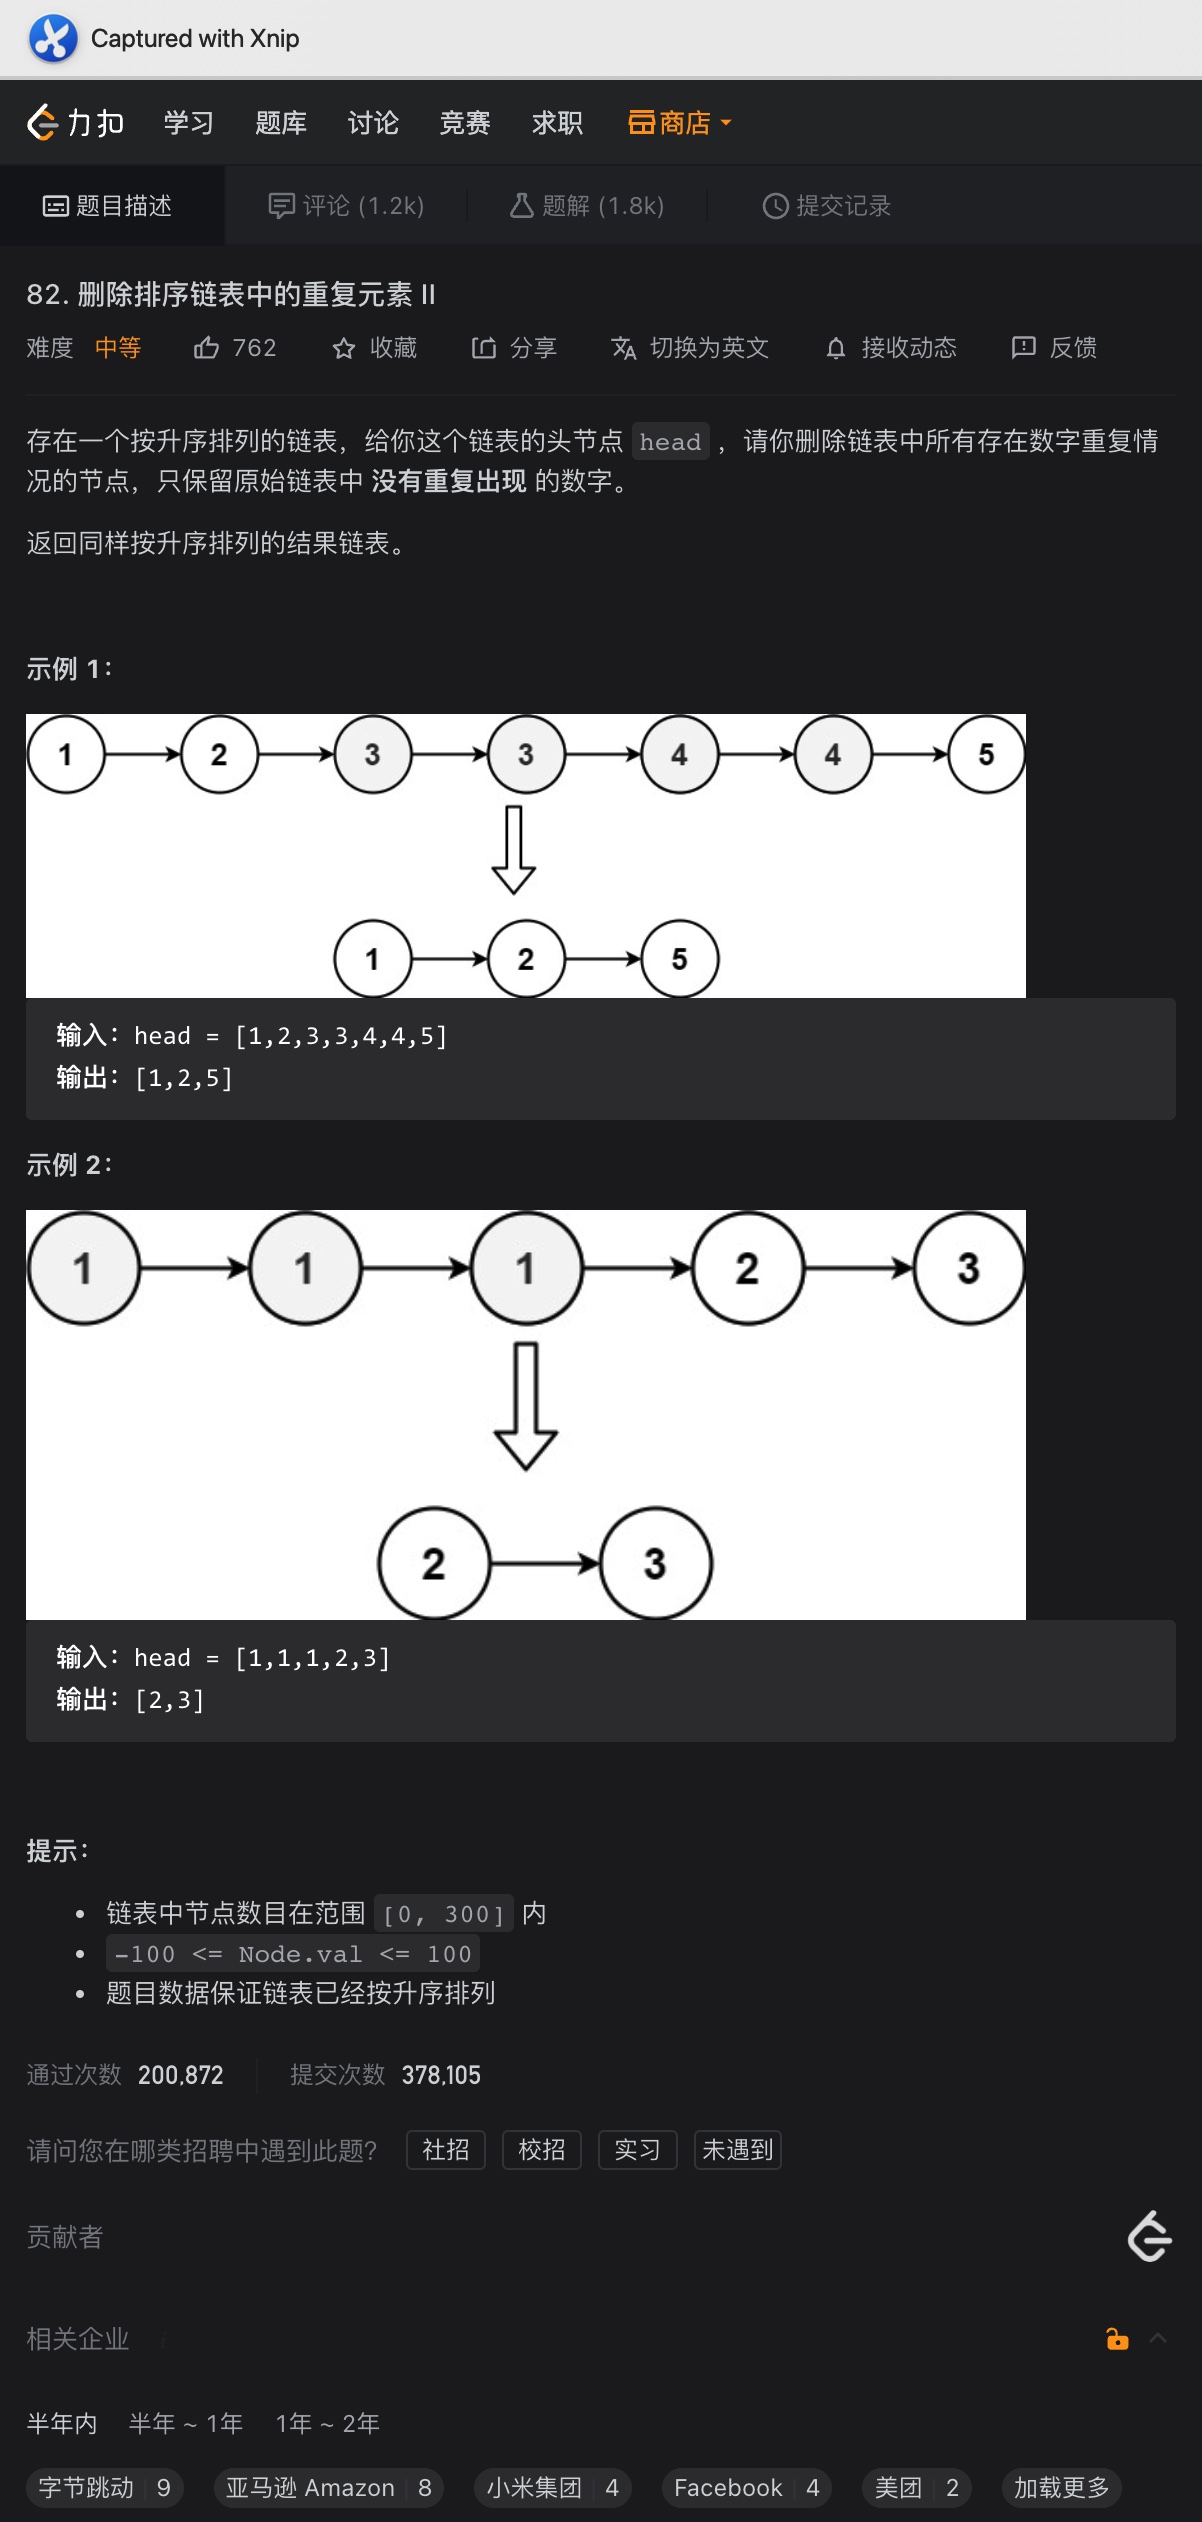 Captured with Xnip
力扣 学习 题库 讨论 竞赛 求职 商店
题目描述 评论 (1.2k) 题解 (1.8k) 提交记录
82. 删除排序链表中的重复元素 II
难度 中等 762 收藏 分享 切换为英文 接收动态 反馈
存在一个按升序排列的链表，给你这个链表的头节点 head ，请你删除链表中所有存在数字重复情
况的节点，只保留原始链表中 没有重复出现 的数字。
返回同样按升序排列的结果链表。
示例 1：
1 2 3 3 4 4 5
1 2 5
输入：head = [1,2,3,3,4,4,5]
输出：[1,2,5]
示例 2：
1 1 1 2 3
2 3
输入：head = [1,1,1,2,3]
输出：[2,3]
提示：
• 链表中节点数目在范围 [0, 300] 内
• -100 <= Node.val <= 100
• 题目数据保证链表已经按升序排列
通过次数 200,872 提交次数 378,105
请问您在哪类招聘中遇到此题? 社招 校招 实习 未遇到
贡献者
相关企业 i
半年内 半年 ~ 1年 1年 ~ 2年
字节跳动 9 亚马逊 Amazon 8 小米集团 4 Facebook 4 美团 2 加载更多